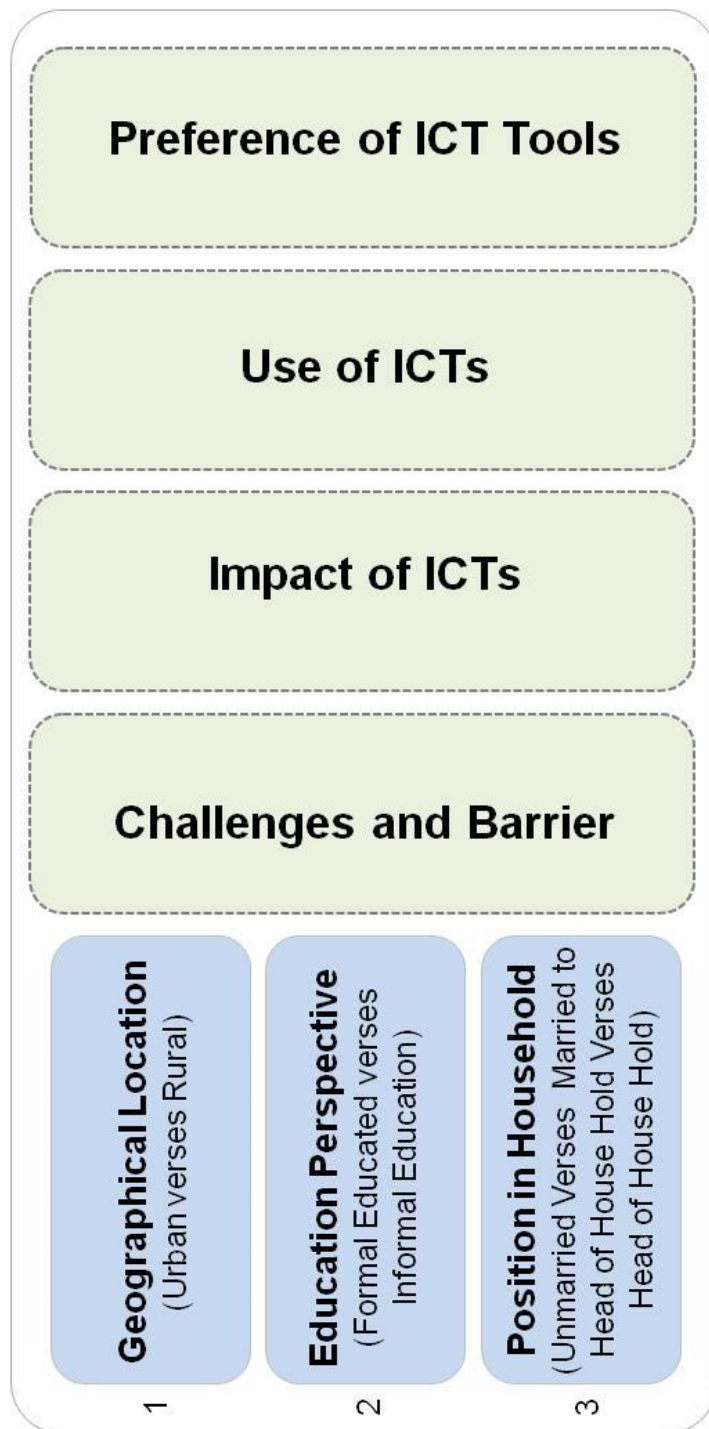 Preference of ICT Tools
Use of ICTs
Impact of ICTs
Challenges and Barrier
1
Geographical Location
(Urban verses Rural)
2
Education Perspective
(Formal Educated verses
Informal Education)
3
Position in Household
(Unmarried Verses Married to
Head of House Hold Verses
Head of House Hold)